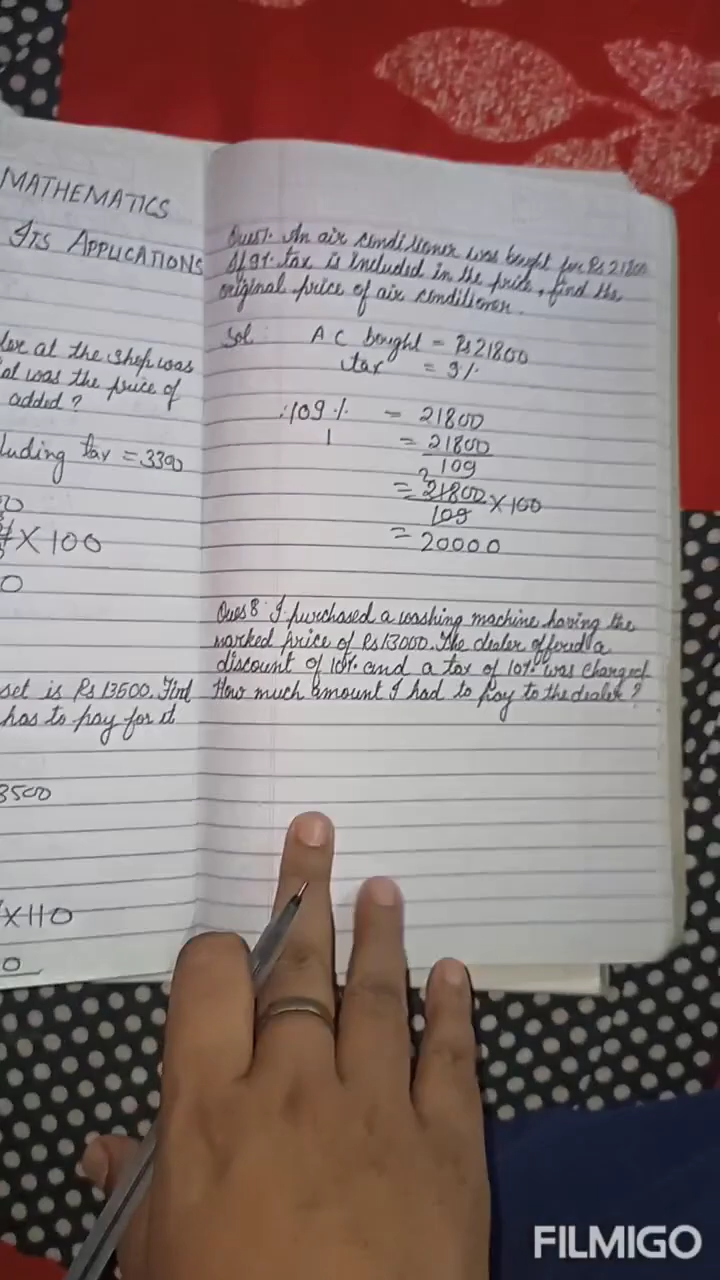 MATHEMATICS
ITS APPLICATIONS
at the shop was
was the price of
added?
luding tax = 3390
X 100
0
set is Rs 13500. Find
has to pay for it
3500
X110
0
Ques7. An air conditioner was bought for Rs 21800
If 9% tax is included in the price, find the
original price of air conditioner.
Sol: AC bought = Rs 21800
tax = 9%
:109% = 21800
1 = 21800
109
= 21800 X 100
109
= 20000
Ques 8: I purchased a washing machine having the
marked price of Rs 13000. The dealer offered a
discount of 10% and a tax of 10% was charged.
How much amount I had to pay to the dealer?
FILMIGO